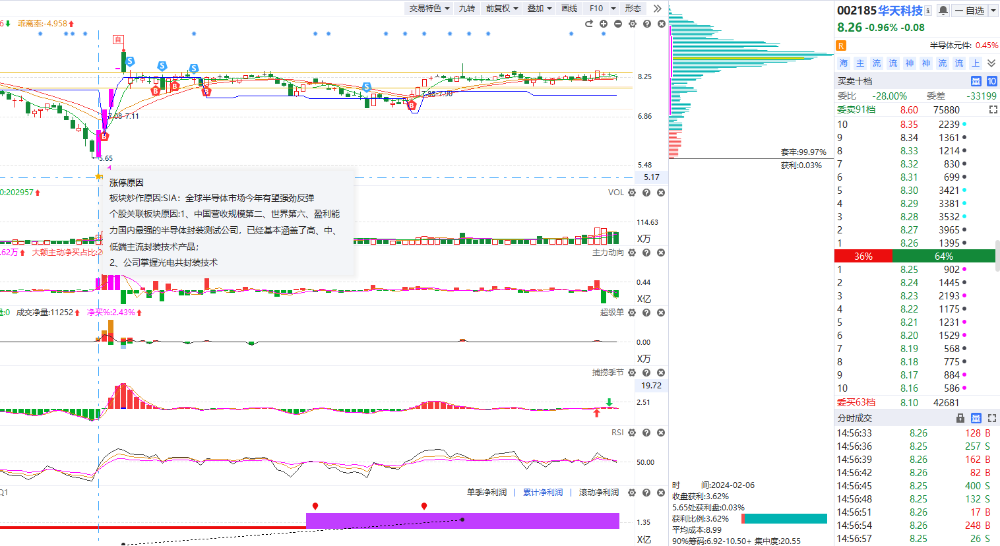 交易特色 九转 前复权 叠加 画线 F10 形态
6 乖离率:-4.958
自
S S S S
B B B B B
7.08-7.11
7.88-7.90
5.65
8.25
6.86
5.48
5.17
涨停原因
板块炒作原因:SIA：全球半导体市场今年有望强劲反弹
个股关联板块原因:1、中国营收规模第二、世界第六、盈利能
力国内最强的半导体封装测试公司，已经基本涵盖了高、中、
低端主流封装技术产品；
2、公司掌握光电共封装技术
0:202957 VOL
114.63
X万
.62万 大额主动净买占比:2 主力动向
0.44
X亿
量:0 成交净量:11252 净买%:2.43% 超级单
0.00
X万
捕捞季节
19.72
2.51
RSI
50.00
Q1 单季净利润 | 累计净利润 | 滚动净利润
1.35
X亿
套牢:99.97%
获利:0.03%
时 间:2024-02-06
收盘获利:3.62%
5.65处获利盘:0.03%
获利比例:3.62%
平均成本:8.99
90%筹码:6.92-10.50+ 集中度:20.55
002185 华天科技 i 自选
8.26 -0.96% -0.08
R 半导体元件: 0.45%
海 主 流 流 神 神 流 流 上
买卖十档 量 10
委比 -28.00% 委差 -33199
委卖91档 8.60 75880
10 8.35 2239
9 8.34 1361
8 8.33 1214
7 8.32 830
6 8.31 699
5 8.30 3421
4 8.29 3381
3 8.28 3532
2 8.27 3965
1 8.26 1395
36% 64%
1 8.25 902
2 8.24 1445
3 8.23 2193
4 8.22 1175
5 8.21 1231
6 8.20 1529
7 8.19 568
8 8.18 775
9 8.17 884
10 8.16 586
委买63档 8.10 42681
分时成交 量
14:56:33 8.26 128 B
14:56:36 8.25 257 S
14:56:39 8.26 162 B
14:56:42 8.26 82 B
14:56:45 8.25 400 S
14:56:48 8.25 132 S
14:56:51 8.26 17 B
14:56:54 8.26 248 B
14:56:57 8.25 26 S